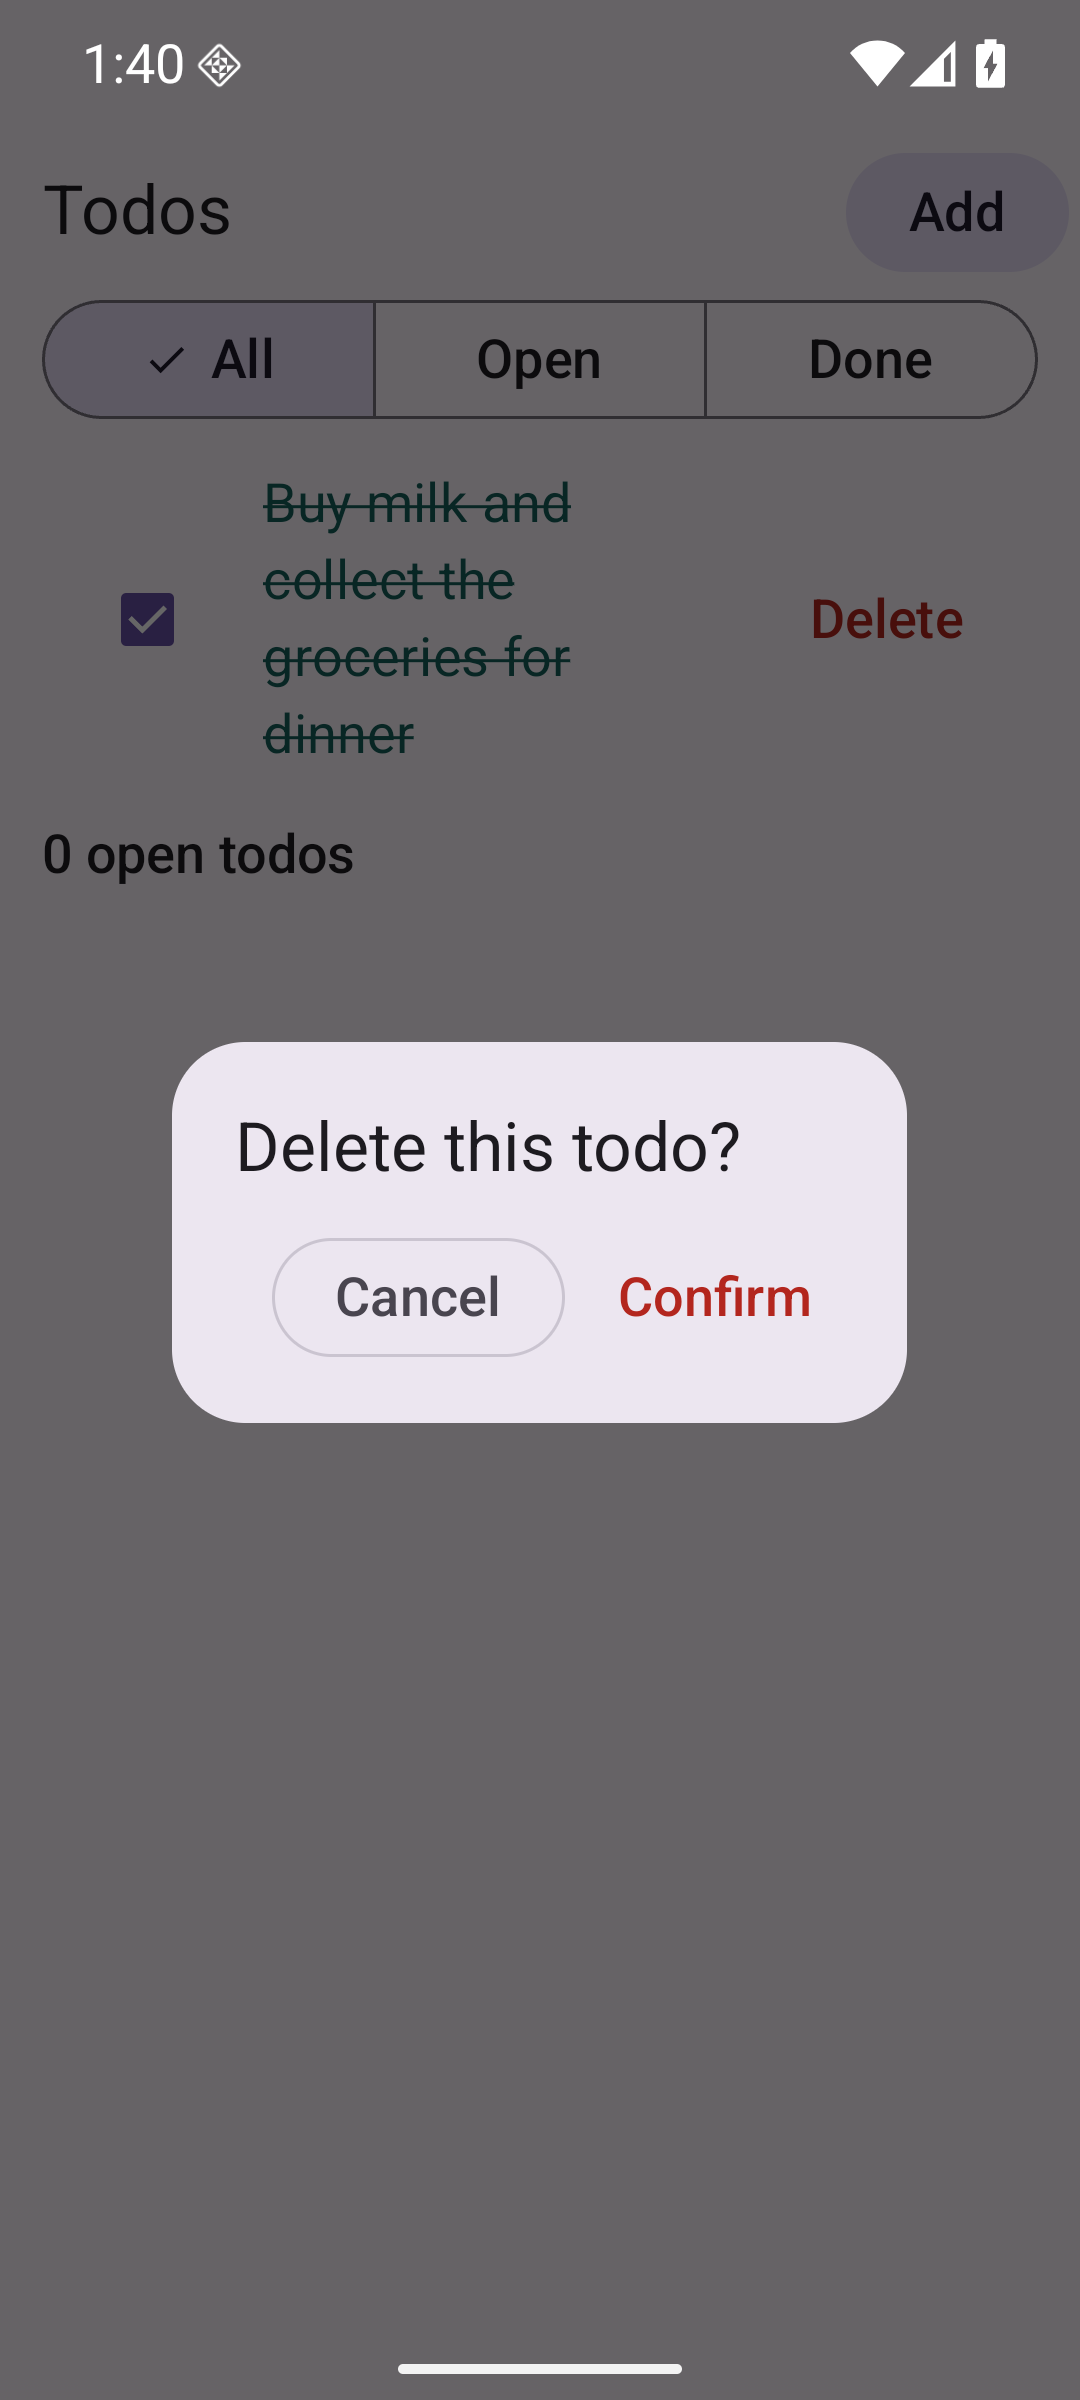 1:40
Todos
Add
All
Open
Done
Buy milk and
collect the
groceries for
dinner
Delete
0 open todos
Delete this todo?
Cancel
Confirm